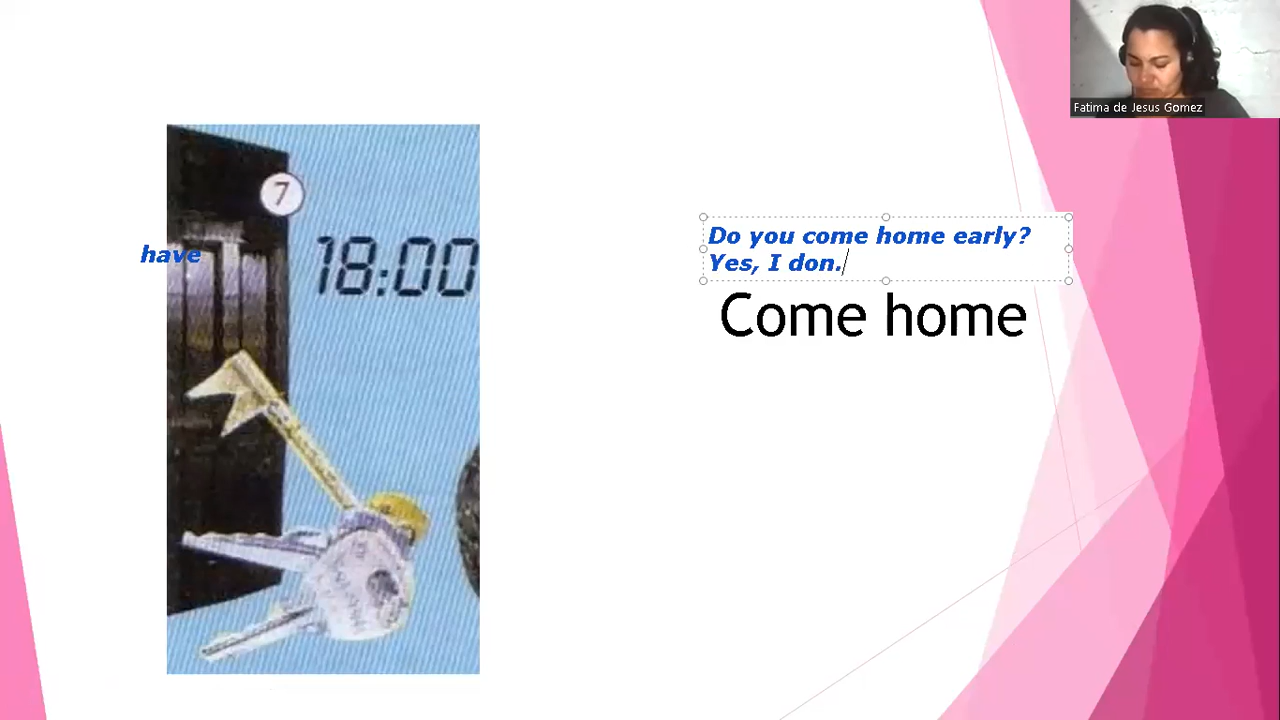 Fatima de Jesus Gomez
7
18:00
have
Do you come home early?
Yes, I don.
Come home